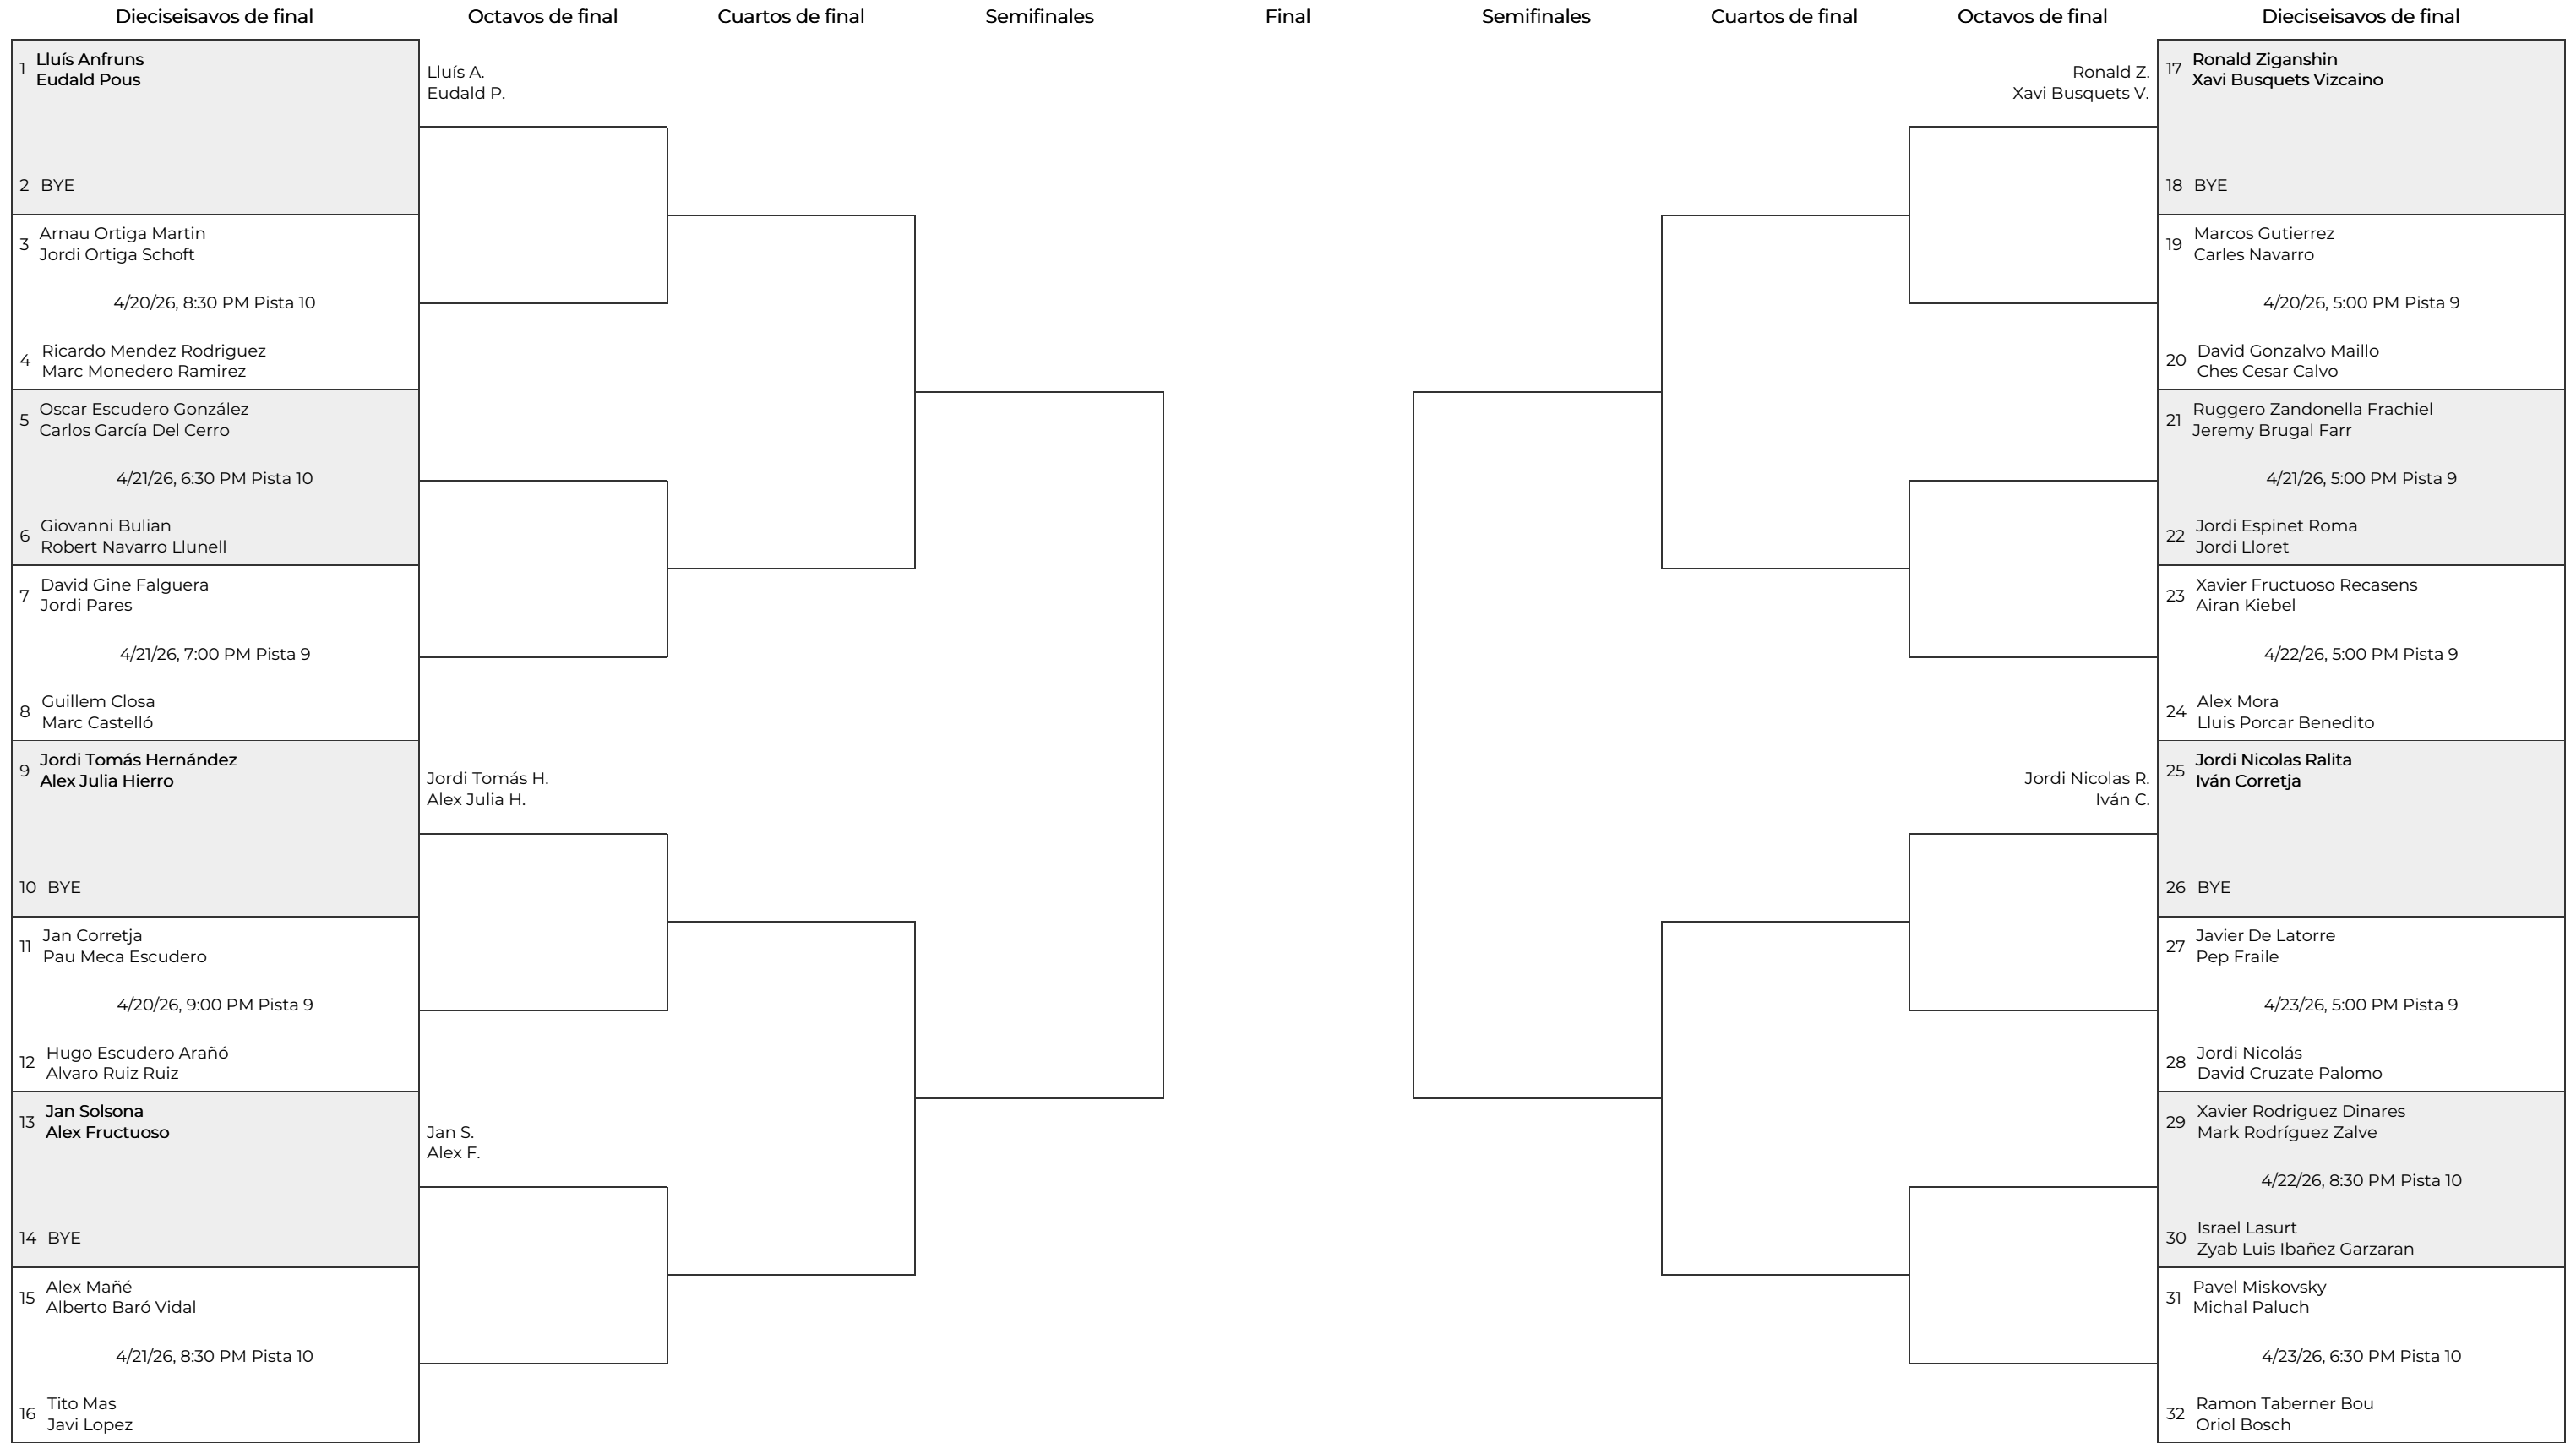 Dieciseisavos de final
Octavos de final
Cuartos de final
Semifinales
Final
Semifinales
Cuartos de final
Octavos de final
Dieciseisavos de final
1
Lluís Anfruns
Eudald Pous
2 BYE
3
Arnau Ortiga Martin
Jordi Ortiga Schoft
4/20/26, 8:30 PM Pista 10
4
Ricardo Mendez Rodriguez
Marc Monedero Ramirez
5
Oscar Escudero González
Carlos García Del Cerro
4/21/26, 6:30 PM Pista 10
6
Giovanni Bulian
Robert Navarro Llunell
7
David Gine Falguera
Jordi Pares
4/21/26, 7:00 PM Pista 9
8
Guillem Closa
Marc Castelló
9
Jordi Tomás Hernández
Alex Julia Hierro
10 BYE
11
Jan Corretja
Pau Meca Escudero
4/20/26, 9:00 PM Pista 9
12
Hugo Escudero Arañó
Alvaro Ruiz Ruiz
13
Jan Solsona
Alex Fructuoso
14 BYE
15
Alex Mañé
Alberto Baró Vidal
4/21/26, 8:30 PM Pista 10
16
Tito Mas
Javi Lopez
Lluís A.
Eudald P.
Jordi Tomás H.
Alex Julia H.
Jan S.
Alex F.
Ronald Z.
Xavi Busquets V.
Jordi Nicolas R.
Iván C.
17
Ronald Ziganshin
Xavi Busquets Vizcaino
18 BYE
19
Marcos Gutierrez
Carles Navarro
4/20/26, 5:00 PM Pista 9
20
David Gonzalvo Maillo
Ches Cesar Calvo
21
Ruggero Zandonella Frachiel
Jeremy Brugal Farr
4/21/26, 5:00 PM Pista 9
22
Jordi Espinet Roma
Jordi Lloret
23
Xavier Fructuoso Recasens
Airan Kiebel
4/22/26, 5:00 PM Pista 9
24
Alex Mora
Lluis Porcar Benedito
25
Jordi Nicolas Ralita
Iván Corretja
26 BYE
27
Javier De Latorre
Pep Fraile
4/23/26, 5:00 PM Pista 9
28
Jordi Nicolás
David Cruzate Palomo
29
Xavier Rodriguez Dinares
Mark Rodríguez Zalve
4/22/26, 8:30 PM Pista 10
30
Israel Lasurt
Zyab Luis Ibañez Garzaran
31
Pavel Miskovsky
Michal Paluch
4/23/26, 6:30 PM Pista 10
32
Ramon Taberner Bou
Oriol Bosch